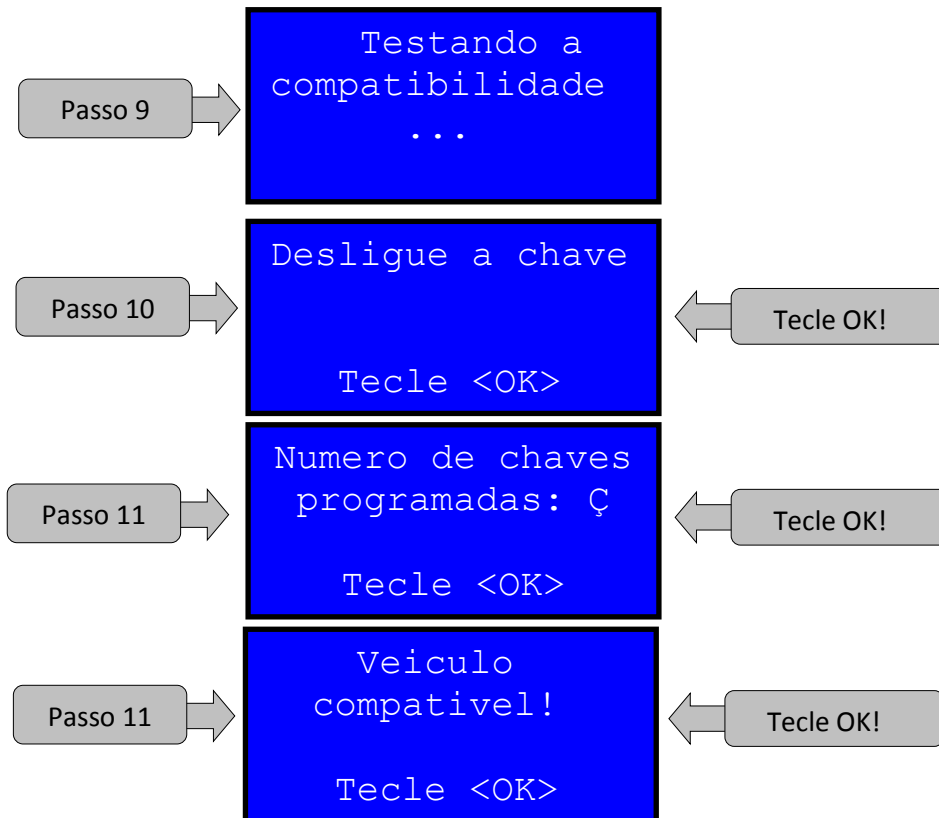 Passo 9
Testando a
compatibilidade
...
Passo 10
Desligue a chave
Tecle <OK>
Tecle OK!
Passo 11
Numero de chaves
programadas: Ç
Tecle <OK>
Tecle OK!
Passo 11
Veiculo
compativel!
Tecle <OK>
Tecle OK!